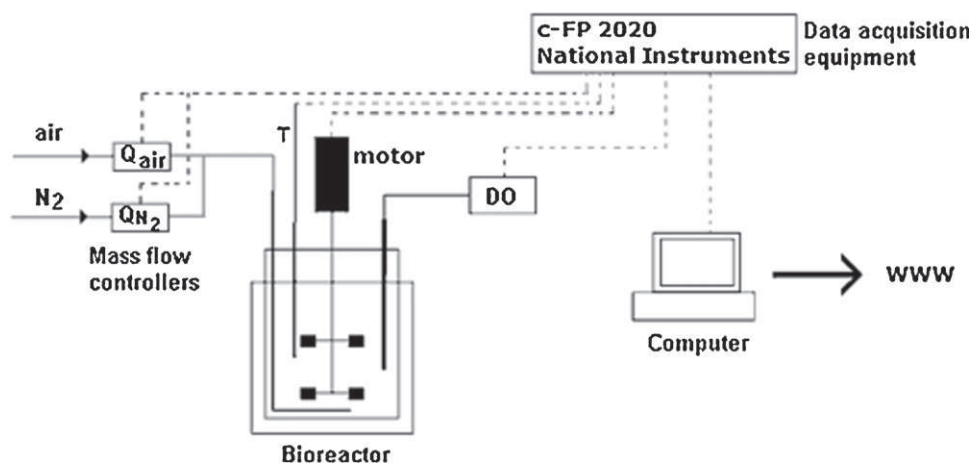 c-FP 2020
National Instruments
Data acquisition
equipment
air
Qair
T
motor
N2
QN2
DO
Mass flow
controllers
www
Computer
Bioreactor